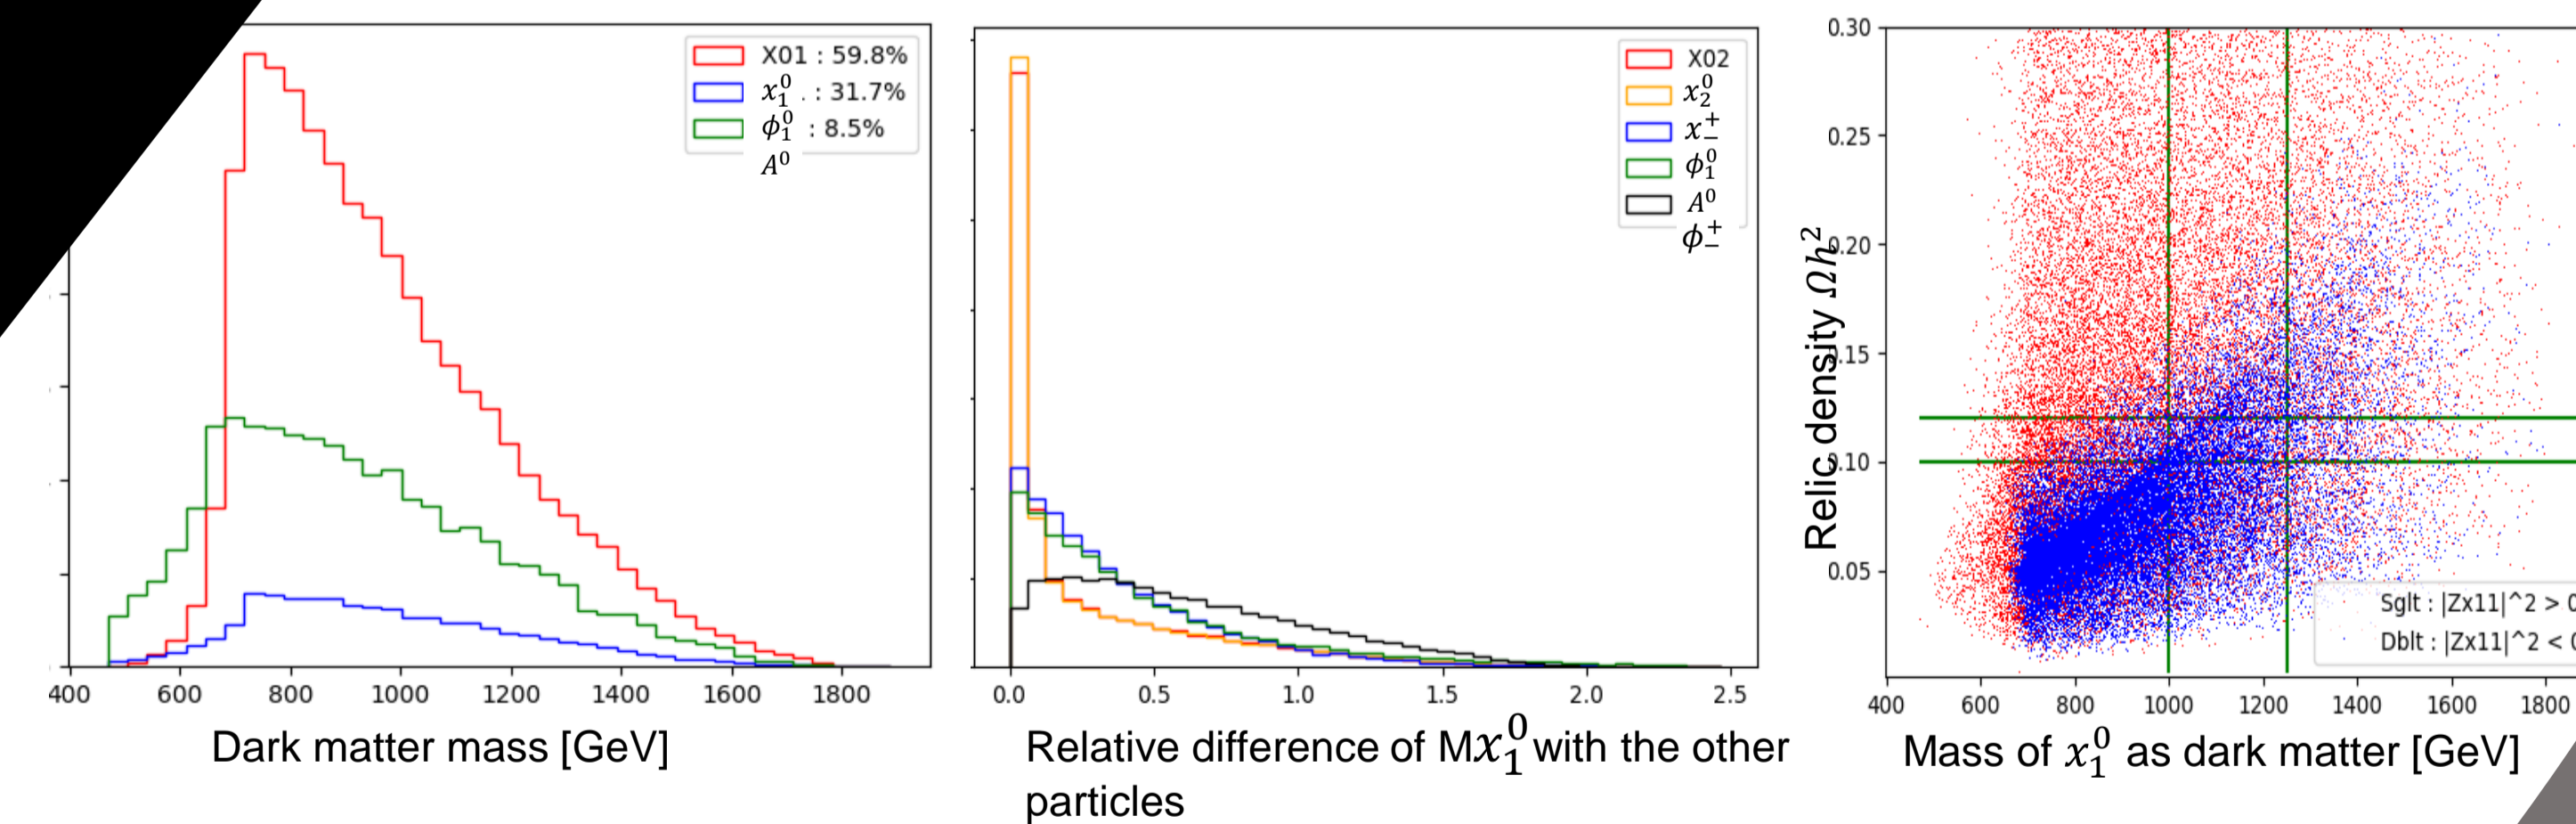 X01 : 59.8%
x₁⁰ . : 31.7%
ϕ₁⁰ : 8.5%
A⁰
400 600 800 1000 1200 1400 1600 1800
Dark matter mass [GeV]
X02
x₂⁰
x₋⁺
ϕ₁⁰
A⁰
ϕ₋⁺
0.0 0.5 1.0 1.5 2.0 2.5
Relative difference of Mx₁⁰ with the other
particles
0.30
0.25
0.20
0.15
0.10
0.05
Relic density Ωh²
Sglt : |Zx11|^2 > 0
Dblt : |Zx11|^2 < 0
400 600 800 1000 1200 1400 1600 1800
Mass of x₁⁰ as dark matter [GeV]